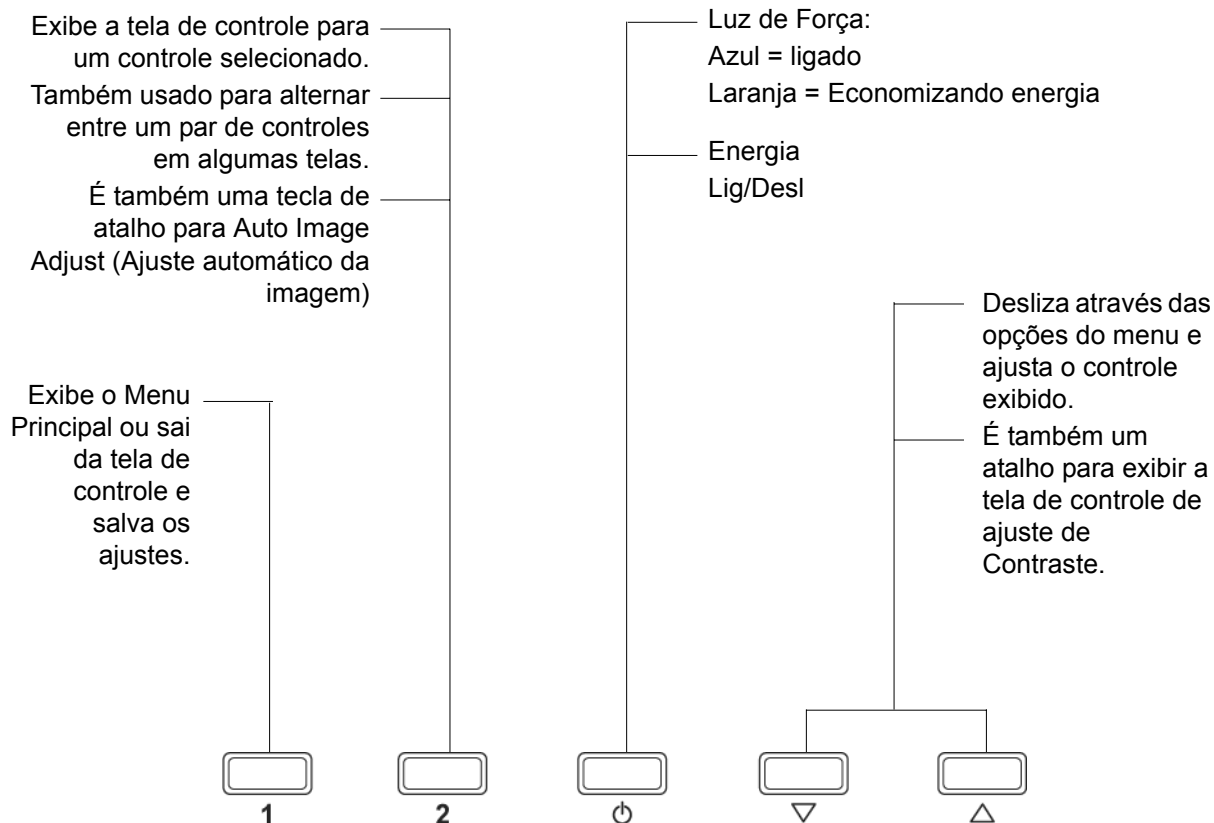 Exibe a tela de controle para
um controle selecionado.
Também usado para alternar
entre um par de controles
em algumas telas.
É também uma tecla de
atalho para Auto Image
Adjust (Ajuste automático da
imagem)
Luz de Força:
Azul = ligado
Laranja = Economizando energia
Energia
Lig/Desl
Exibe o Menu
Principal ou sai
da tela de
controle e
salva os
ajustes.
Desliza através das
opções do menu e
ajusta o controle
exibido.
É também um
atalho para exibir a
tela de controle de
ajuste de
Contraste.
1
2